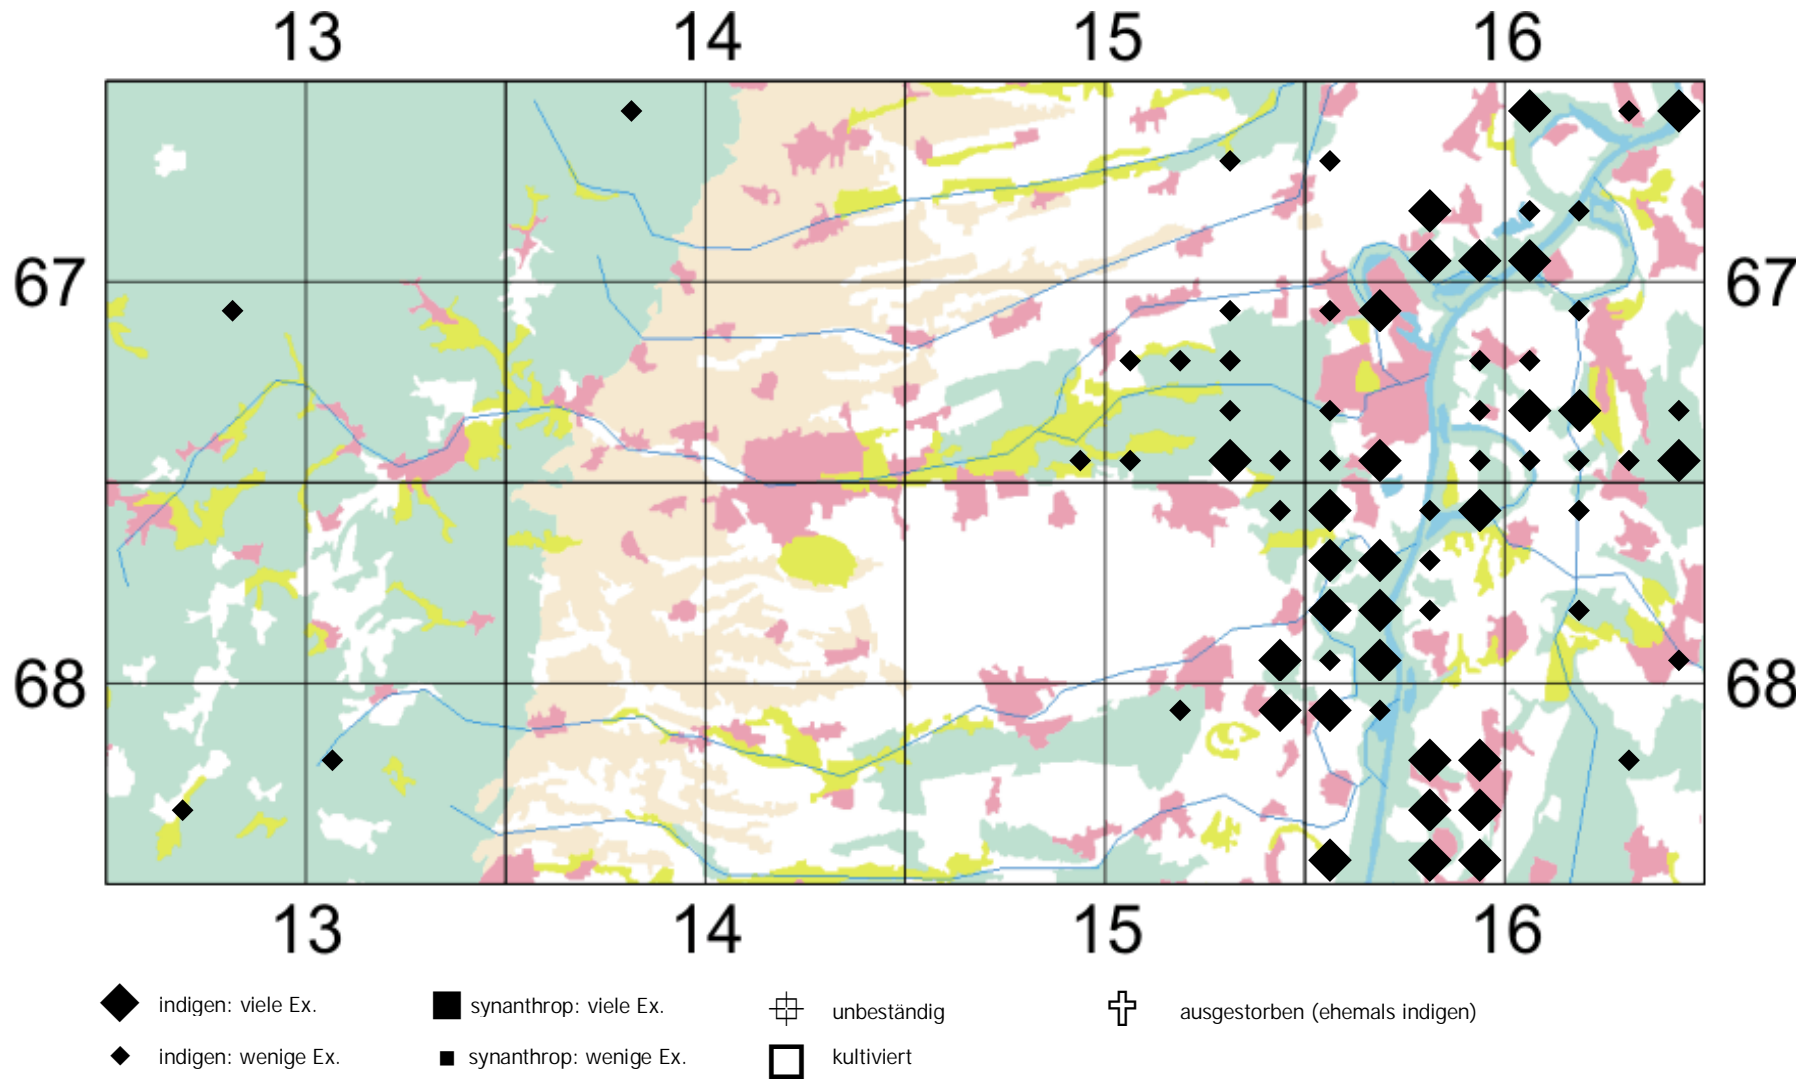 13 14 15 16
67 67
68 68
13 14 15 16
indigen: viele Ex. synanthrop: viele Ex. unbeständig ausgestorben (ehemals indigen)
indigen: wenige Ex. synanthrop: wenige Ex. kultiviert